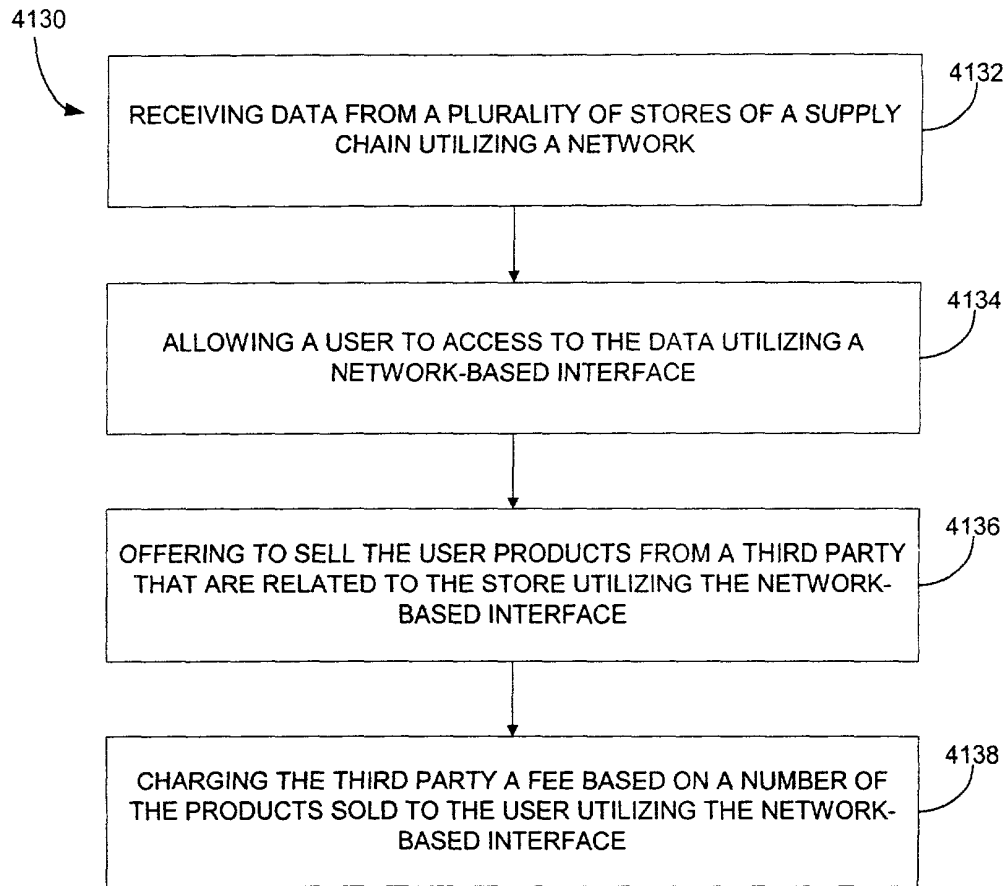 4130
4132
RECEIVING DATA FROM A PLURALITY OF STORES OF A SUPPLY
CHAIN UTILIZING A NETWORK
4134
ALLOWING A USER TO ACCESS TO THE DATA UTILIZING A
NETWORK-BASED INTERFACE
4136
OFFERING TO SELL THE USER PRODUCTS FROM A THIRD PARTY
THAT ARE RELATED TO THE STORE UTILIZING THE NETWORK-
BASED INTERFACE
4138
CHARGING THE THIRD PARTY A FEE BASED ON A NUMBER OF
THE PRODUCTS SOLD TO THE USER UTILIZING THE NETWORK-
BASED INTERFACE